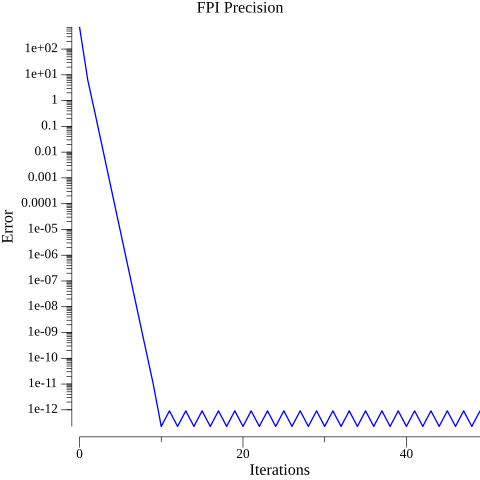 FPI Precision
1e+02
1e+01
1
0.1
0.01
0.001
0.0001
1e-05
1e-06
1e-07
1e-08
1e-09
1e-10
1e-11
1e-12
Error
0 20 40
Iterations